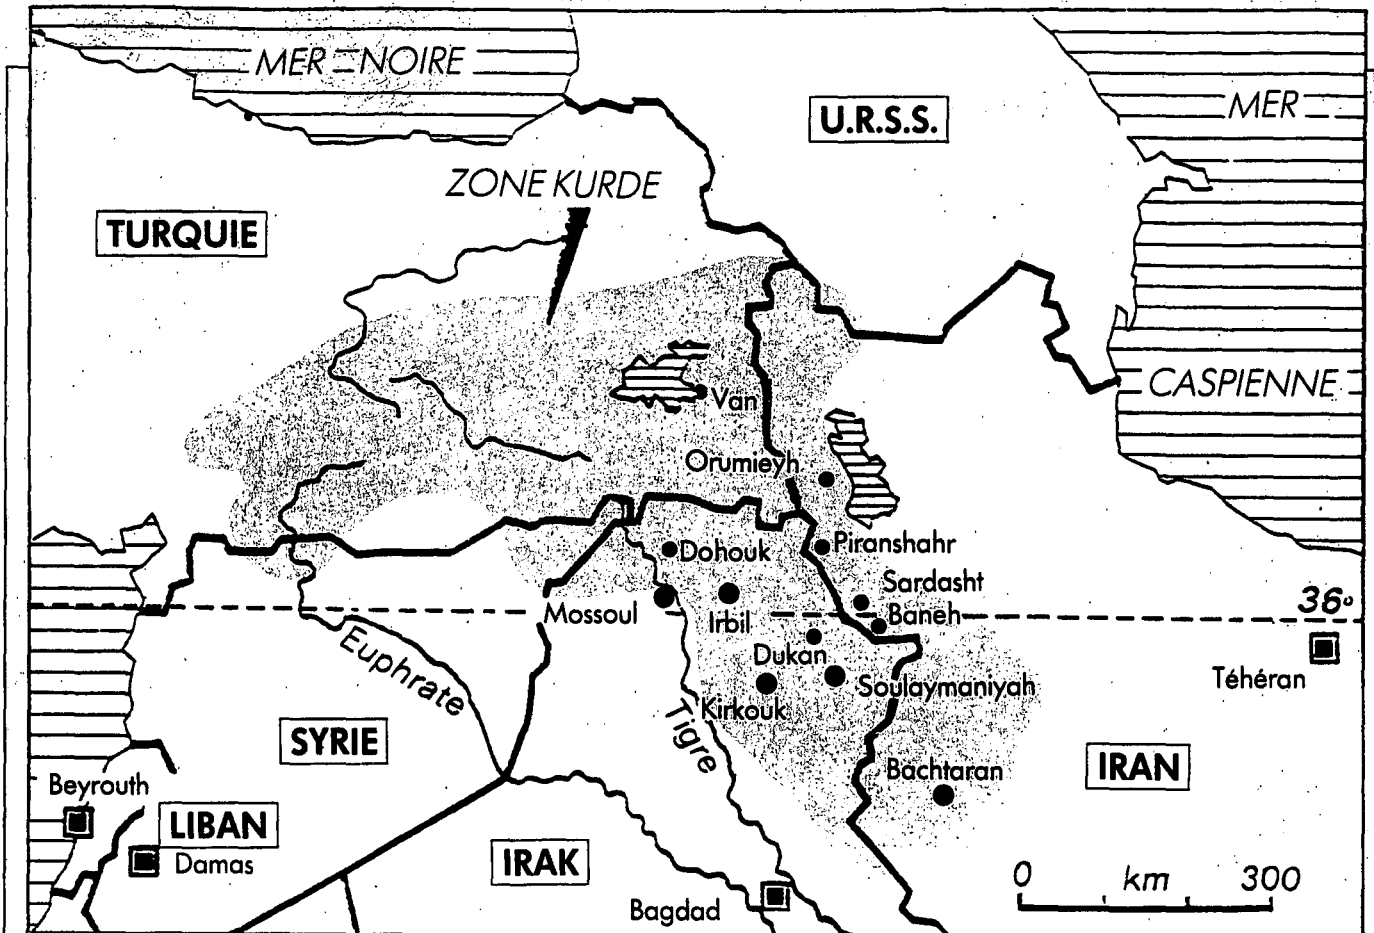 MER NOIRE
U.R.S.S.
MER
ZONE KURDE
TURQUIE
CASPIENNE
Van
Orumieyh
Dohouk
Piranshahr
Sardasht
Mossoul
Irbil
Baneh
36°
Euphrate
Dukan
Téhéran
Soulaymaniyah
Kirkouk
Tigre
SYRIE
Bachtaran
IRAN
Beyrouth
LIBAN
Damas
IRAK
0 km 300
Bagdad